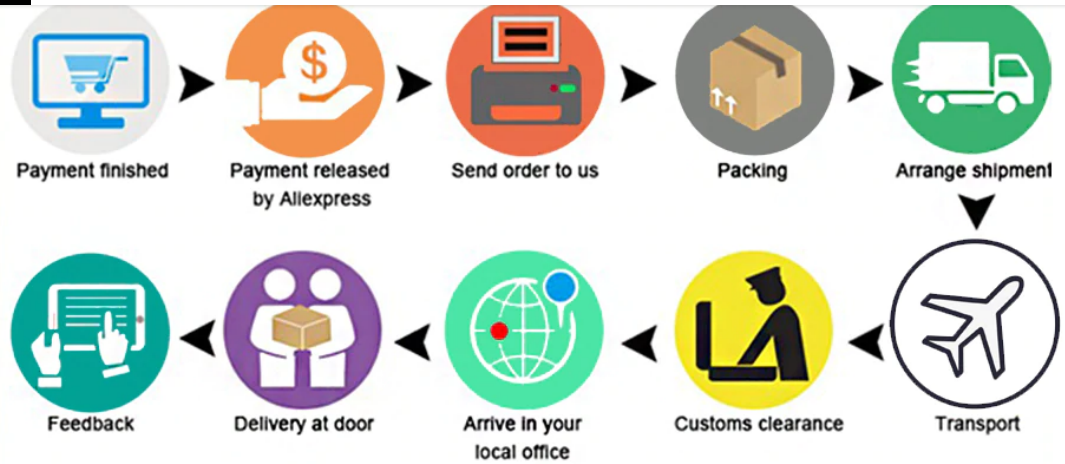 $
Payment finished
Payment released
by Aliexpress
Send order to us
Packing
Arrange shipment
Feedback
Delivery at door
Arrive in your
local office
Customs clearance
Transport